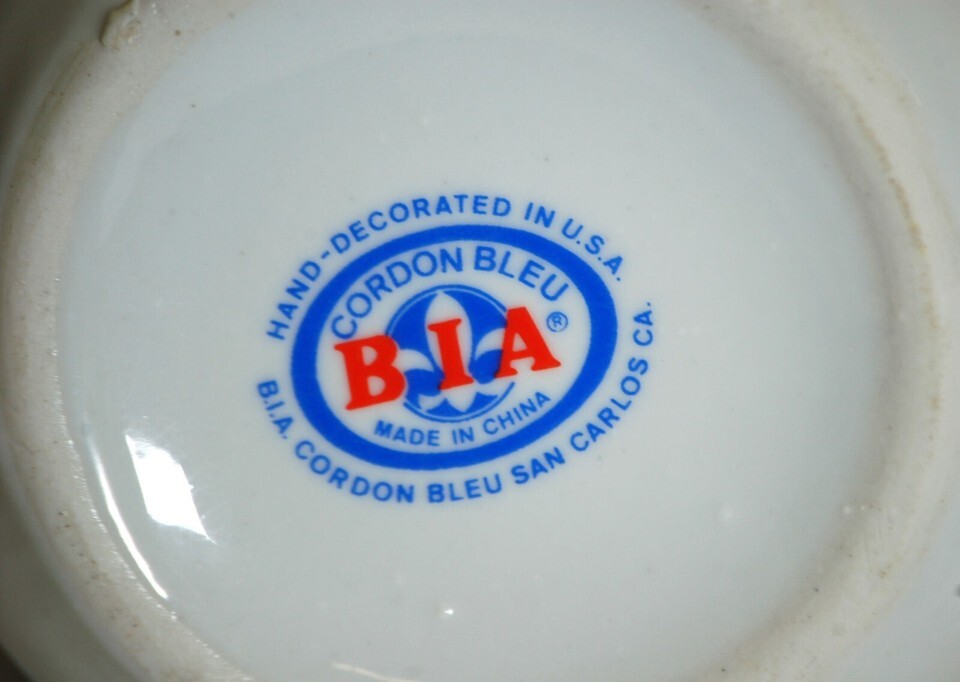 HAND-DECORATED IN U.S.A.
CORDON BLEU
BIA®
MADE IN CHINA
B.I.A. CORDON BLEU SAN CARLOS CA.